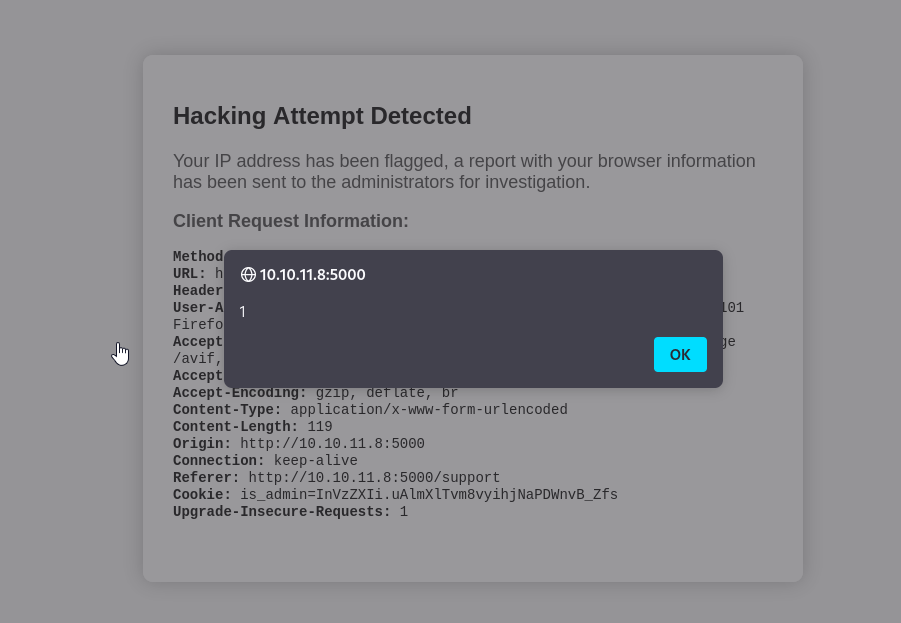 Hacking Attempt Detected
Your IP address has been flagged, a report with your browser information
has been sent to the administrators for investigation.
Client Request Information:
Method
URL: h
Header
User-A 101
Firefo
Accept ge
/avif,
Accept
Accept-Encoding: gzip, deflate, br
Content-Type: application/x-www-form-urlencoded
Content-Length: 119
Origin: http://10.10.11.8:5000
Connection: keep-alive
Referer: http://10.10.11.8:5000/support
Cookie: is_admin=InVzZXIi.uAlmXlTvm8vyihjNaPDWnvB_Zfs
Upgrade-Insecure-Requests: 1
10.10.11.8:5000
1
OK